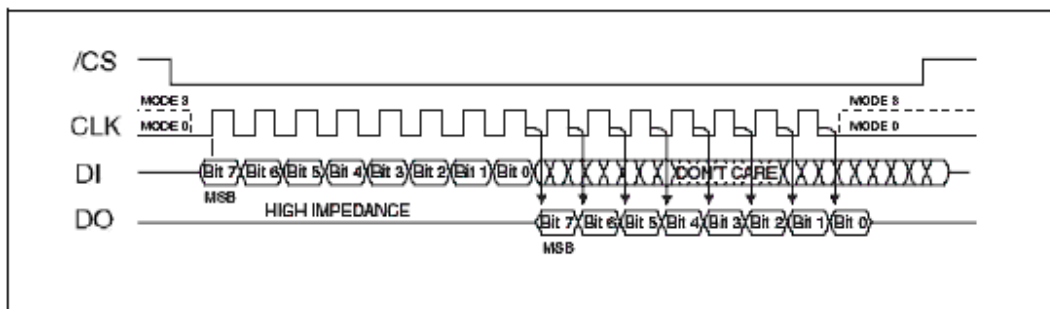 /CS
MODE 3 MODE 3
CLK MODE 0 MODE 0
DI Bit 7 Bit 6 Bit 5 Bit 4 Bit 3 Bit 2 Bit 1 Bit 0 DON'T CARE
MSB HIGH IMPEDANCE
DO Bit 7 Bit 6 Bit 5 Bit 4 Bit 3 Bit 2 Bit 1 Bit 0
MSB